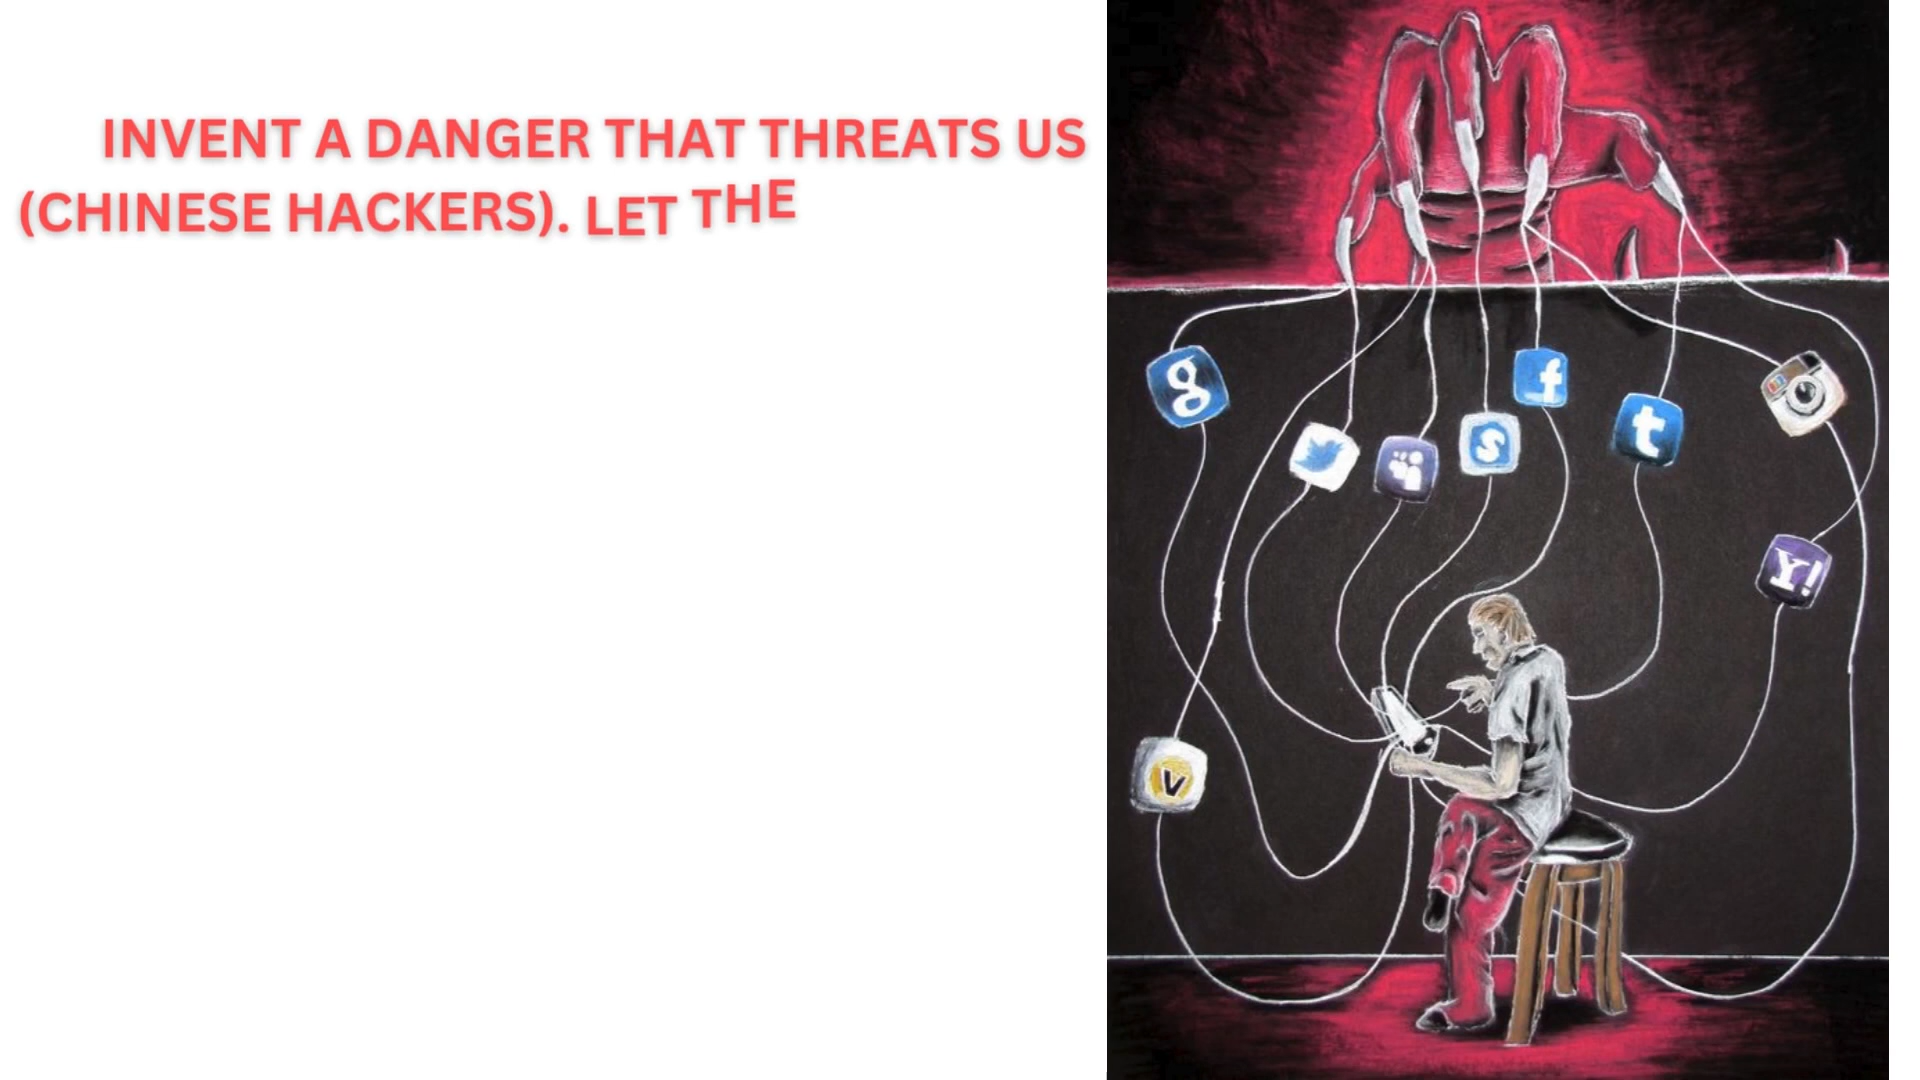 INVENT A DANGER THAT THREATS US
(CHINESE HACKERS). LET THE
g
f
S
t
Y!
V